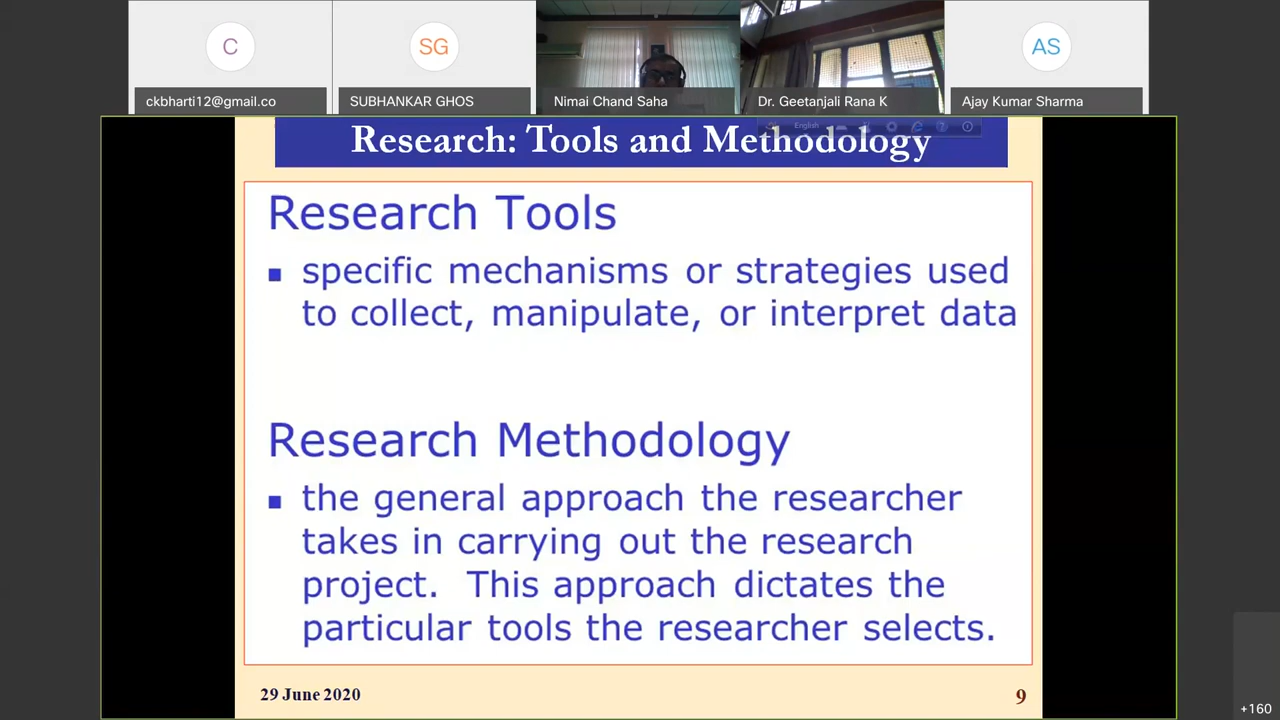 C
SG
AS
ckbharti12@gmail.co
SUBHANKAR GHOS
Nimai Chand Saha
Dr. Geetanjali Rana K
Ajay Kumar Sharma
English
Research: Tools and Methodology
Research Tools
▪ specific mechanisms or strategies used
to collect, manipulate, or interpret data
Research Methodology
▪ the general approach the researcher
takes in carrying out the research
project. This approach dictates the
particular tools the researcher selects.
29 June 2020
9
+160